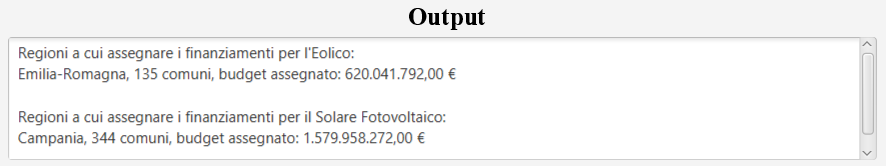 Output
Regioni a cui assegnare i finanziamenti per l'Eolico:
Emilia-Romagna, 135 comuni, budget assegnato: 620.041.792,00 €
Regioni a cui assegnare i finanziamenti per il Solare Fotovoltaico:
Campania, 344 comuni, budget assegnato: 1.579.958.272,00 €